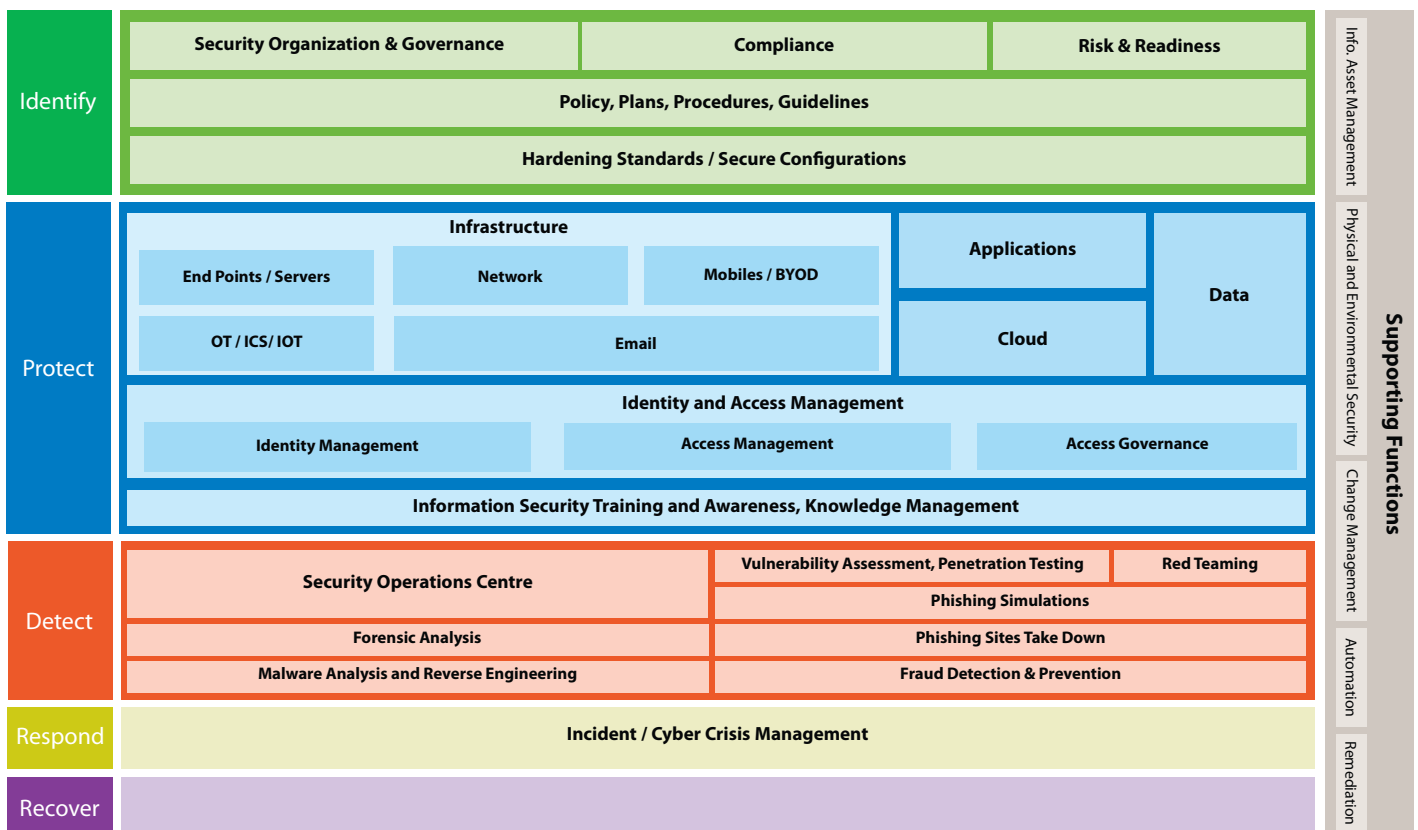 Identify
Security Organization & Governance
Compliance
Risk & Readiness
Policy, Plans, Procedures, Guidelines
Hardening Standards / Secure Configurations
Protect
Infrastructure
End Points / Servers
Network
Mobiles / BYOD
OT / ICS/ IOT
Email
Applications
Cloud
Data
Identity and Access Management
Identity Management
Access Management
Access Governance
Information Security Training and Awareness, Knowledge Management
Detect
Security Operations Centre
Vulnerability Assessment, Penetration Testing
Red Teaming
Phishing Simulations
Forensic Analysis
Phishing Sites Take Down
Malware Analysis and Reverse Engineering
Fraud Detection & Prevention
Respond
Incident / Cyber Crisis Management
Recover
Info. Asset Management
Physical and Environmental Security
Change Management
Automation
Remediation
Supporting Functions